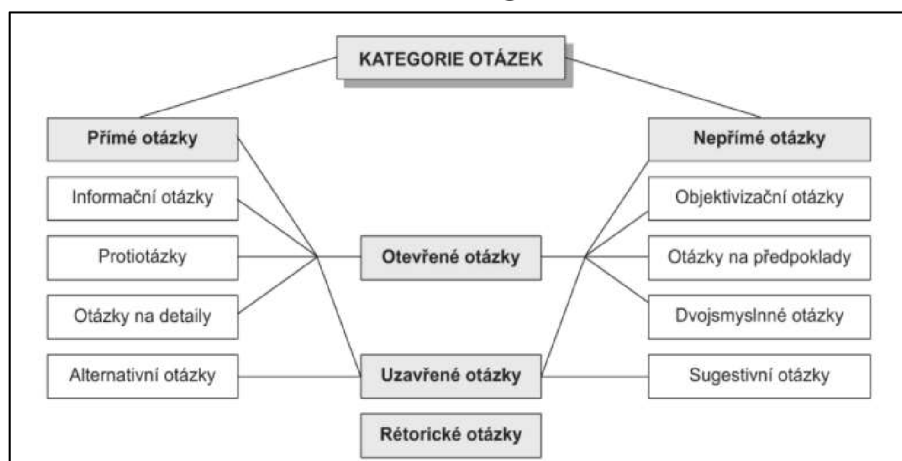 KATEGORIE OTÁZEK
Přímé otázky
Nepřímé otázky
Informační otázky
Objektivizační otázky
Protiotázky
Otevřené otázky
Otázky na předpoklady
Otázky na detaily
Dvojsmyslnné otázky
Alternativní otázky
Uzavřené otázky
Sugestivní otázky
Rétorické otázky